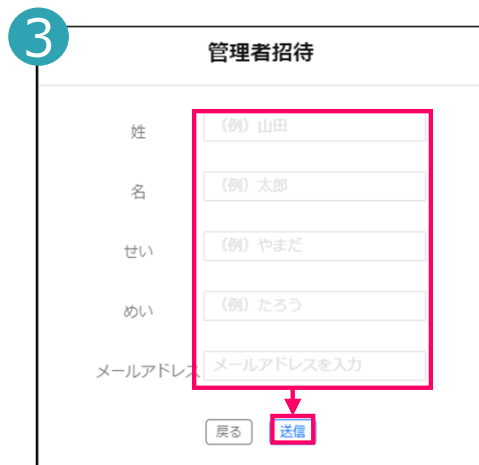 3
管理者招待
姓 (例) 山田
名 (例) 太郎
せい (例) やまだ
めい (例) たろう
メールアドレス メールアドレスを入力
戻る 送信